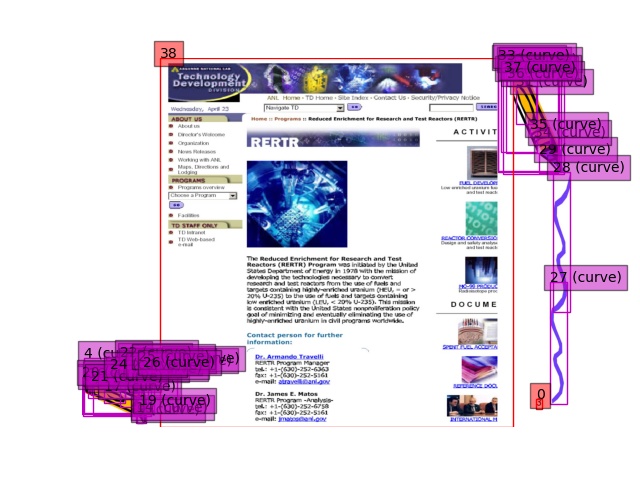 38
33 (curve)
37 (curve)
ARGONNE NATIONAL LAB
Technology
Development
DIVISION
ANL Home · TD Home · Site Index · Contact Us · Security/Privacy Notice
Wednesday, April 23
Navigate TD
Home :: Programs :: Reduced Enrichment for Research and Test Reactors (RERTR)
ABOUT US
About us
Director's Welcome
Organization
News Releases
Working with ANL
Maps, Directions and
Lodging
PROGRAMS
Programs overview
Choose a Program
Facilities
TD STAFF ONLY
TD Intranet
TD Web-based
e-mail
RERTR
The Reduced Enrichment for Research and Test
Reactors (RERTR) Program was initiated by the United
States Department of Energy in 1978 with the mission of
developing the technologies necessary to convert
research and test reactors from the use of fuels and
targets containing highly-enriched uranium (HEU, = or >
20% U-235) to the use of fuels and targets containing
low enriched uranium (LEU, < 20% U-235). This mission
is consistent with the United States nonproliferation policy
goal of minimizing and eventually eliminating the use of
highly-enriched uranium in civil programs worldwide.
Contact person for further
information:
Dr. Armando Travelli
RERTR Program Manager
tel.: +1-(630)-252-6363
fax: +1-(630)-252-5161
e-mail: atravelli@anl.gov
Dr. James E. Matos
RERTR Program -Analysis-
tel.: +1-(630)-252-6758
fax: +1-(630)-252-5161
e-mail: jmatos@anl.gov
ACTIVIT
FUEL DEVELOP
Low enriched uranium fu
and test react
REACTOR CONVERSIO
Design and safety analyse
and test react
MO-99 PRODUC
Radioisotope proc
DOCUME
SPENT FUEL ACCEPTA
REFERENCE DOCU
INTERNATIONAL M
35 (curve)
29 (curve)
28 (curve)
27 (curve)
0
26 (curve)
19 (curve)